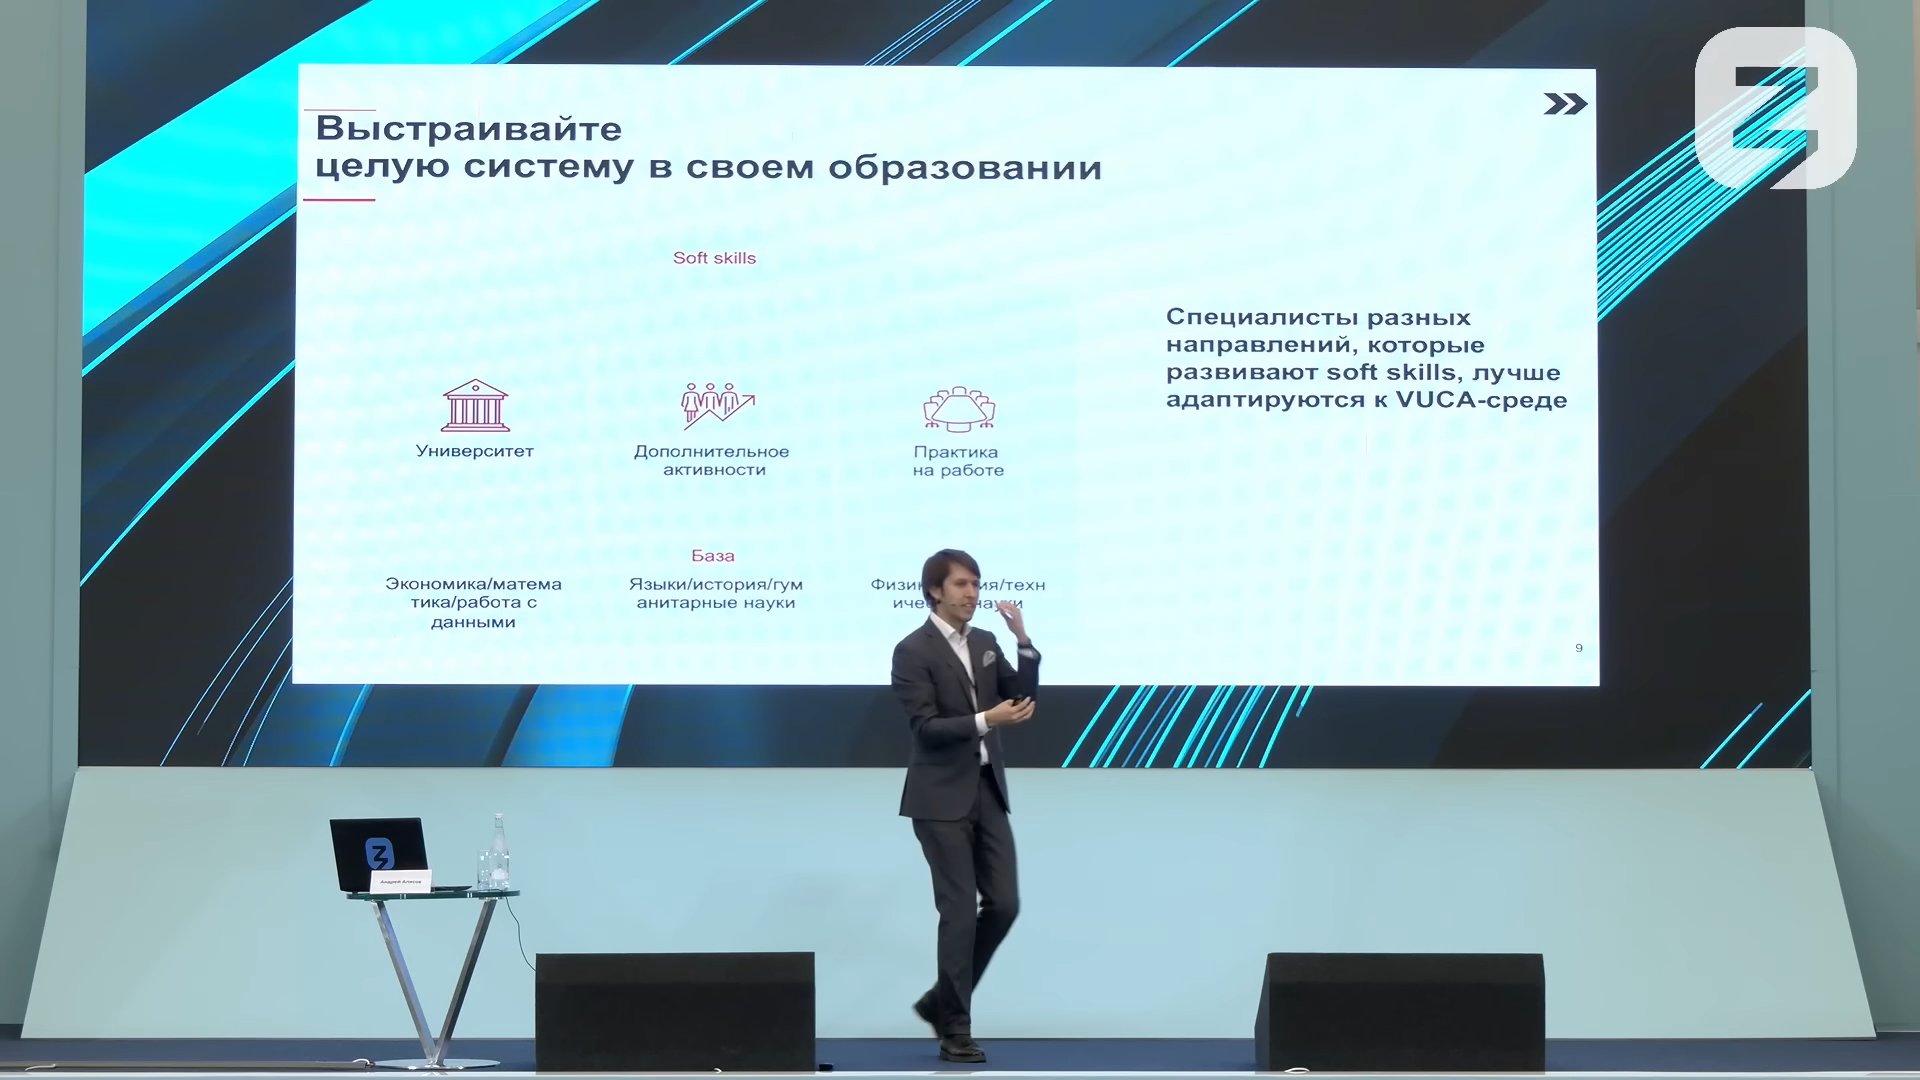 Выстраивайте
целую систему в своем образовании
Soft skills
Специалисты разных
направлений, которые
развивают soft skills, лучше
адаптируются к VUCA-среде
Университет
Дополнительное
активности
Практика
на работе
База
Экономика/матема
тика/работа с
данными
Языки/история/гум
анитарные науки
9